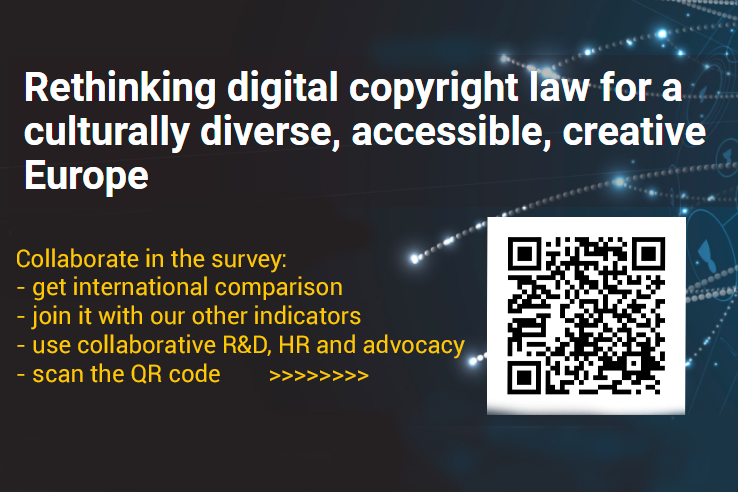 Rethinking digital copyright law for a
culturally diverse, accessible, creative
Europe
Collaborate in the survey:
- get international comparison
- join it with our other indicators
- use collaborative R&D, HR and advocacy
- scan the QR code >>>>>>>>